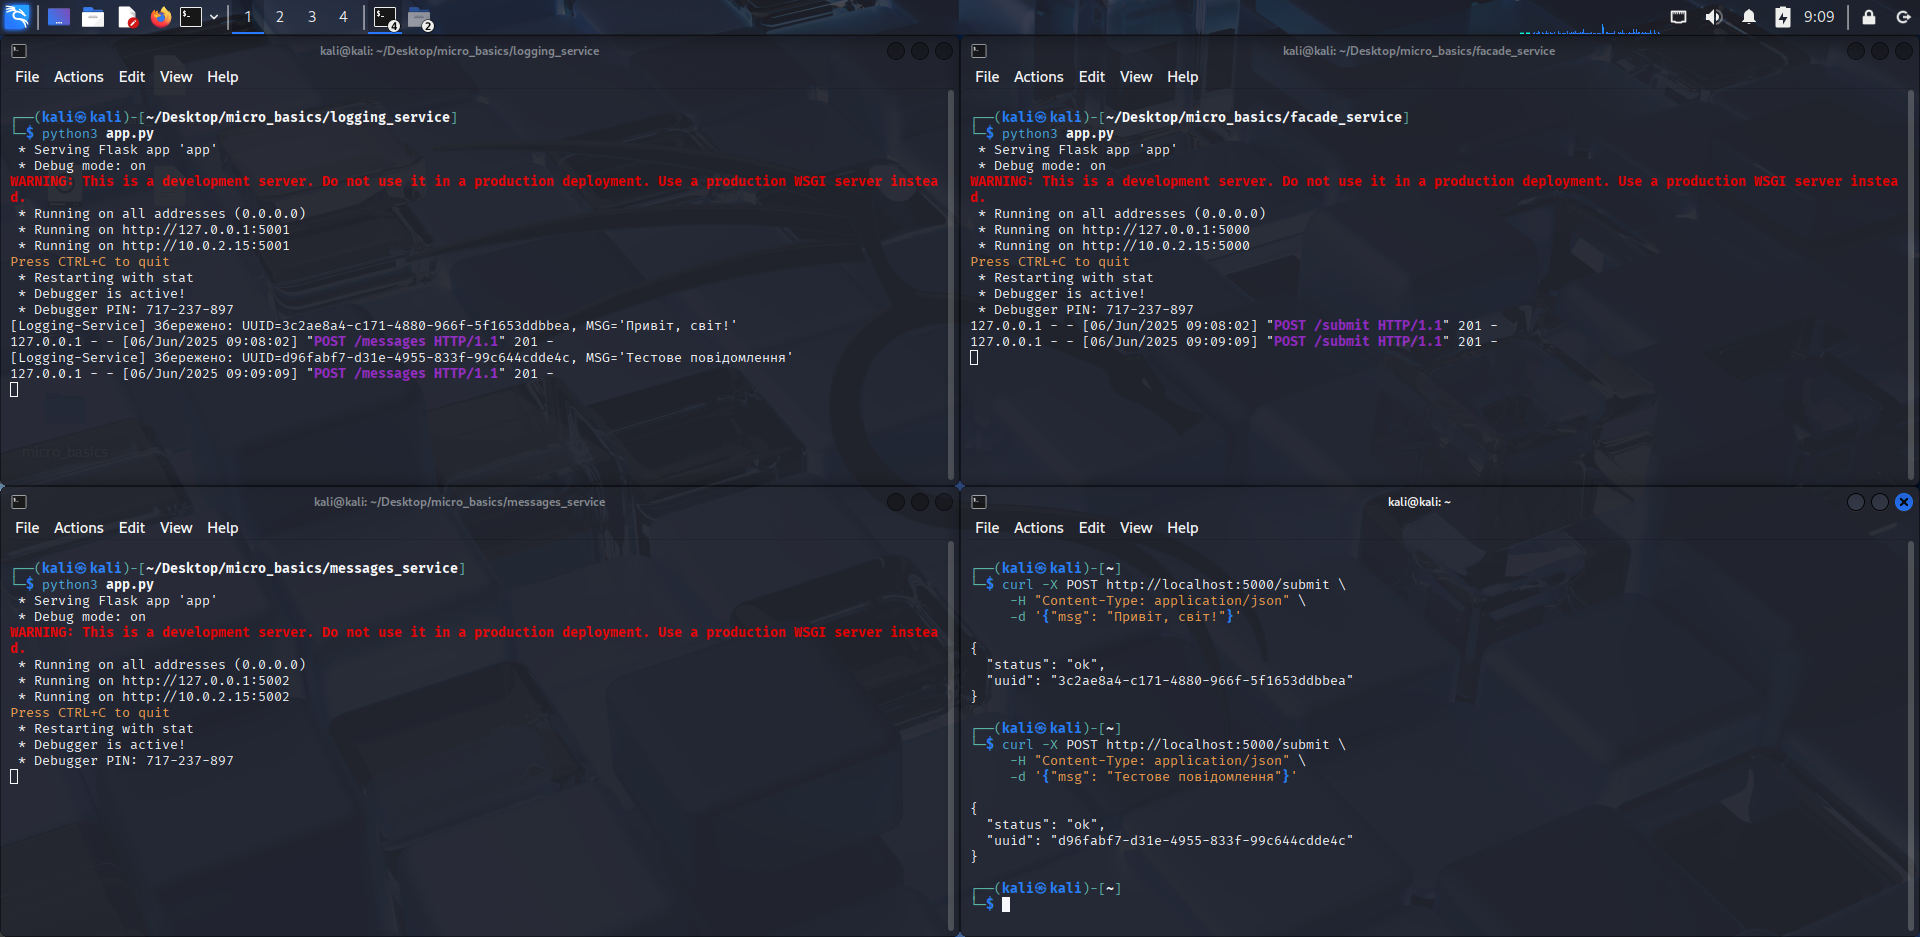 1 2 3 4 4 2 9:09
kali@kali: ~/Desktop/micro_basics/logging_service
File Actions Edit View Help
┌──(kali㉿kali)-[~/Desktop/micro_basics/logging_service]
└─$ python3 app.py
* Serving Flask app 'app'
* Debug mode: on
WARNING: This is a development server. Do not use it in a production deployment. Use a production WSGI server instea
d.
* Running on all addresses (0.0.0.0)
* Running on http://127.0.0.1:5001
* Running on http://10.0.2.15:5001
Press CTRL+C to quit
* Restarting with stat
* Debugger is active!
* Debugger PIN: 717-237-897
[Logging-Service] Збережено: UUID=3c2ae8a4-c171-4880-966f-5f1653ddbbea, MSG='Привіт, світ!'
127.0.0.1 - - [06/Jun/2025 09:08:02] "POST /messages HTTP/1.1" 201 -
[Logging-Service] Збережено: UUID=d96fabf7-d31e-4955-833f-99c644cdde4c, MSG='Тестове повідомлення'
127.0.0.1 - - [06/Jun/2025 09:09:09] "POST /messages HTTP/1.1" 201 -
micro_basics
kali@kali: ~/Desktop/micro_basics/facade_service
File Actions Edit View Help
┌──(kali㉿kali)-[~/Desktop/micro_basics/facade_service]
└─$ python3 app.py
* Serving Flask app 'app'
* Debug mode: on
WARNING: This is a development server. Do not use it in a production deployment. Use a production WSGI server instea
d.
* Running on all addresses (0.0.0.0)
* Running on http://127.0.0.1:5000
* Running on http://10.0.2.15:5000
Press CTRL+C to quit
* Restarting with stat
* Debugger is active!
* Debugger PIN: 717-237-897
127.0.0.1 - - [06/Jun/2025 09:08:02] "POST /submit HTTP/1.1" 201 -
127.0.0.1 - - [06/Jun/2025 09:09:09] "POST /submit HTTP/1.1" 201 -
kali@kali: ~/Desktop/micro_basics/messages_service
File Actions Edit View Help
┌──(kali㉿kali)-[~/Desktop/micro_basics/messages_service]
└─$ python3 app.py
* Serving Flask app 'app'
* Debug mode: on
WARNING: This is a development server. Do not use it in a production deployment. Use a production WSGI server instea
d.
* Running on all addresses (0.0.0.0)
* Running on http://127.0.0.1:5002
* Running on http://10.0.2.15:5002
Press CTRL+C to quit
* Restarting with stat
* Debugger is active!
* Debugger PIN: 717-237-897
kali@kali: ~
File Actions Edit View Help
┌──(kali㉿kali)-[~]
└─$ curl -X POST http://localhost:5000/submit \
-H "Content-Type: application/json" \
-d '{"msg": "Привіт, світ!"}'
{
"status": "ok",
"uuid": "3c2ae8a4-c171-4880-966f-5f1653ddbbea"
}
┌──(kali㉿kali)-[~]
└─$ curl -X POST http://localhost:5000/submit \
-H "Content-Type: application/json" \
-d '{"msg": "Тестове повідомлення"}'
{
"status": "ok",
"uuid": "d96fabf7-d31e-4955-833f-99c644cdde4c"
}
┌──(kali㉿kali)-[~]
└─$